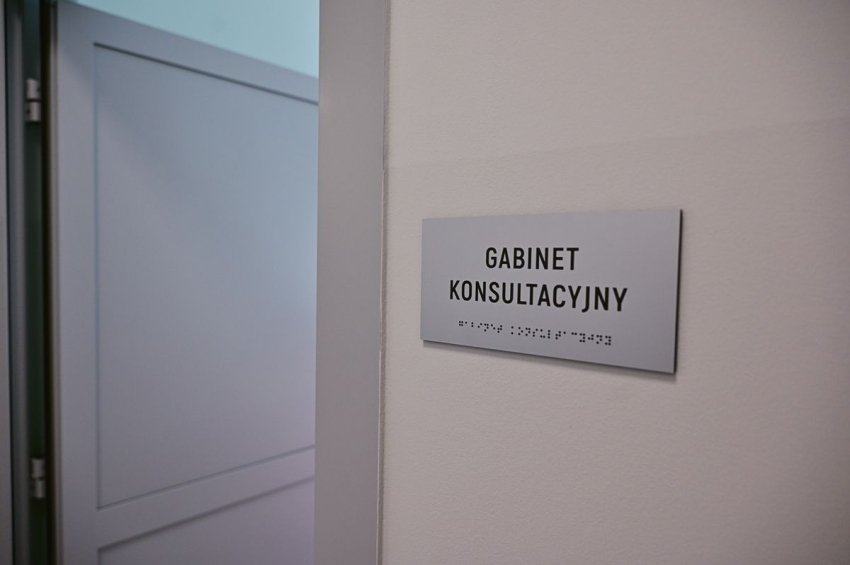 GABINET
KONSULTACYJNY
⠛⠁⠃⠊⠝⠑⠞ ⠅⠕⠝⠎⠥⠇⠞⠁⠉⠽⠚⠝⠽